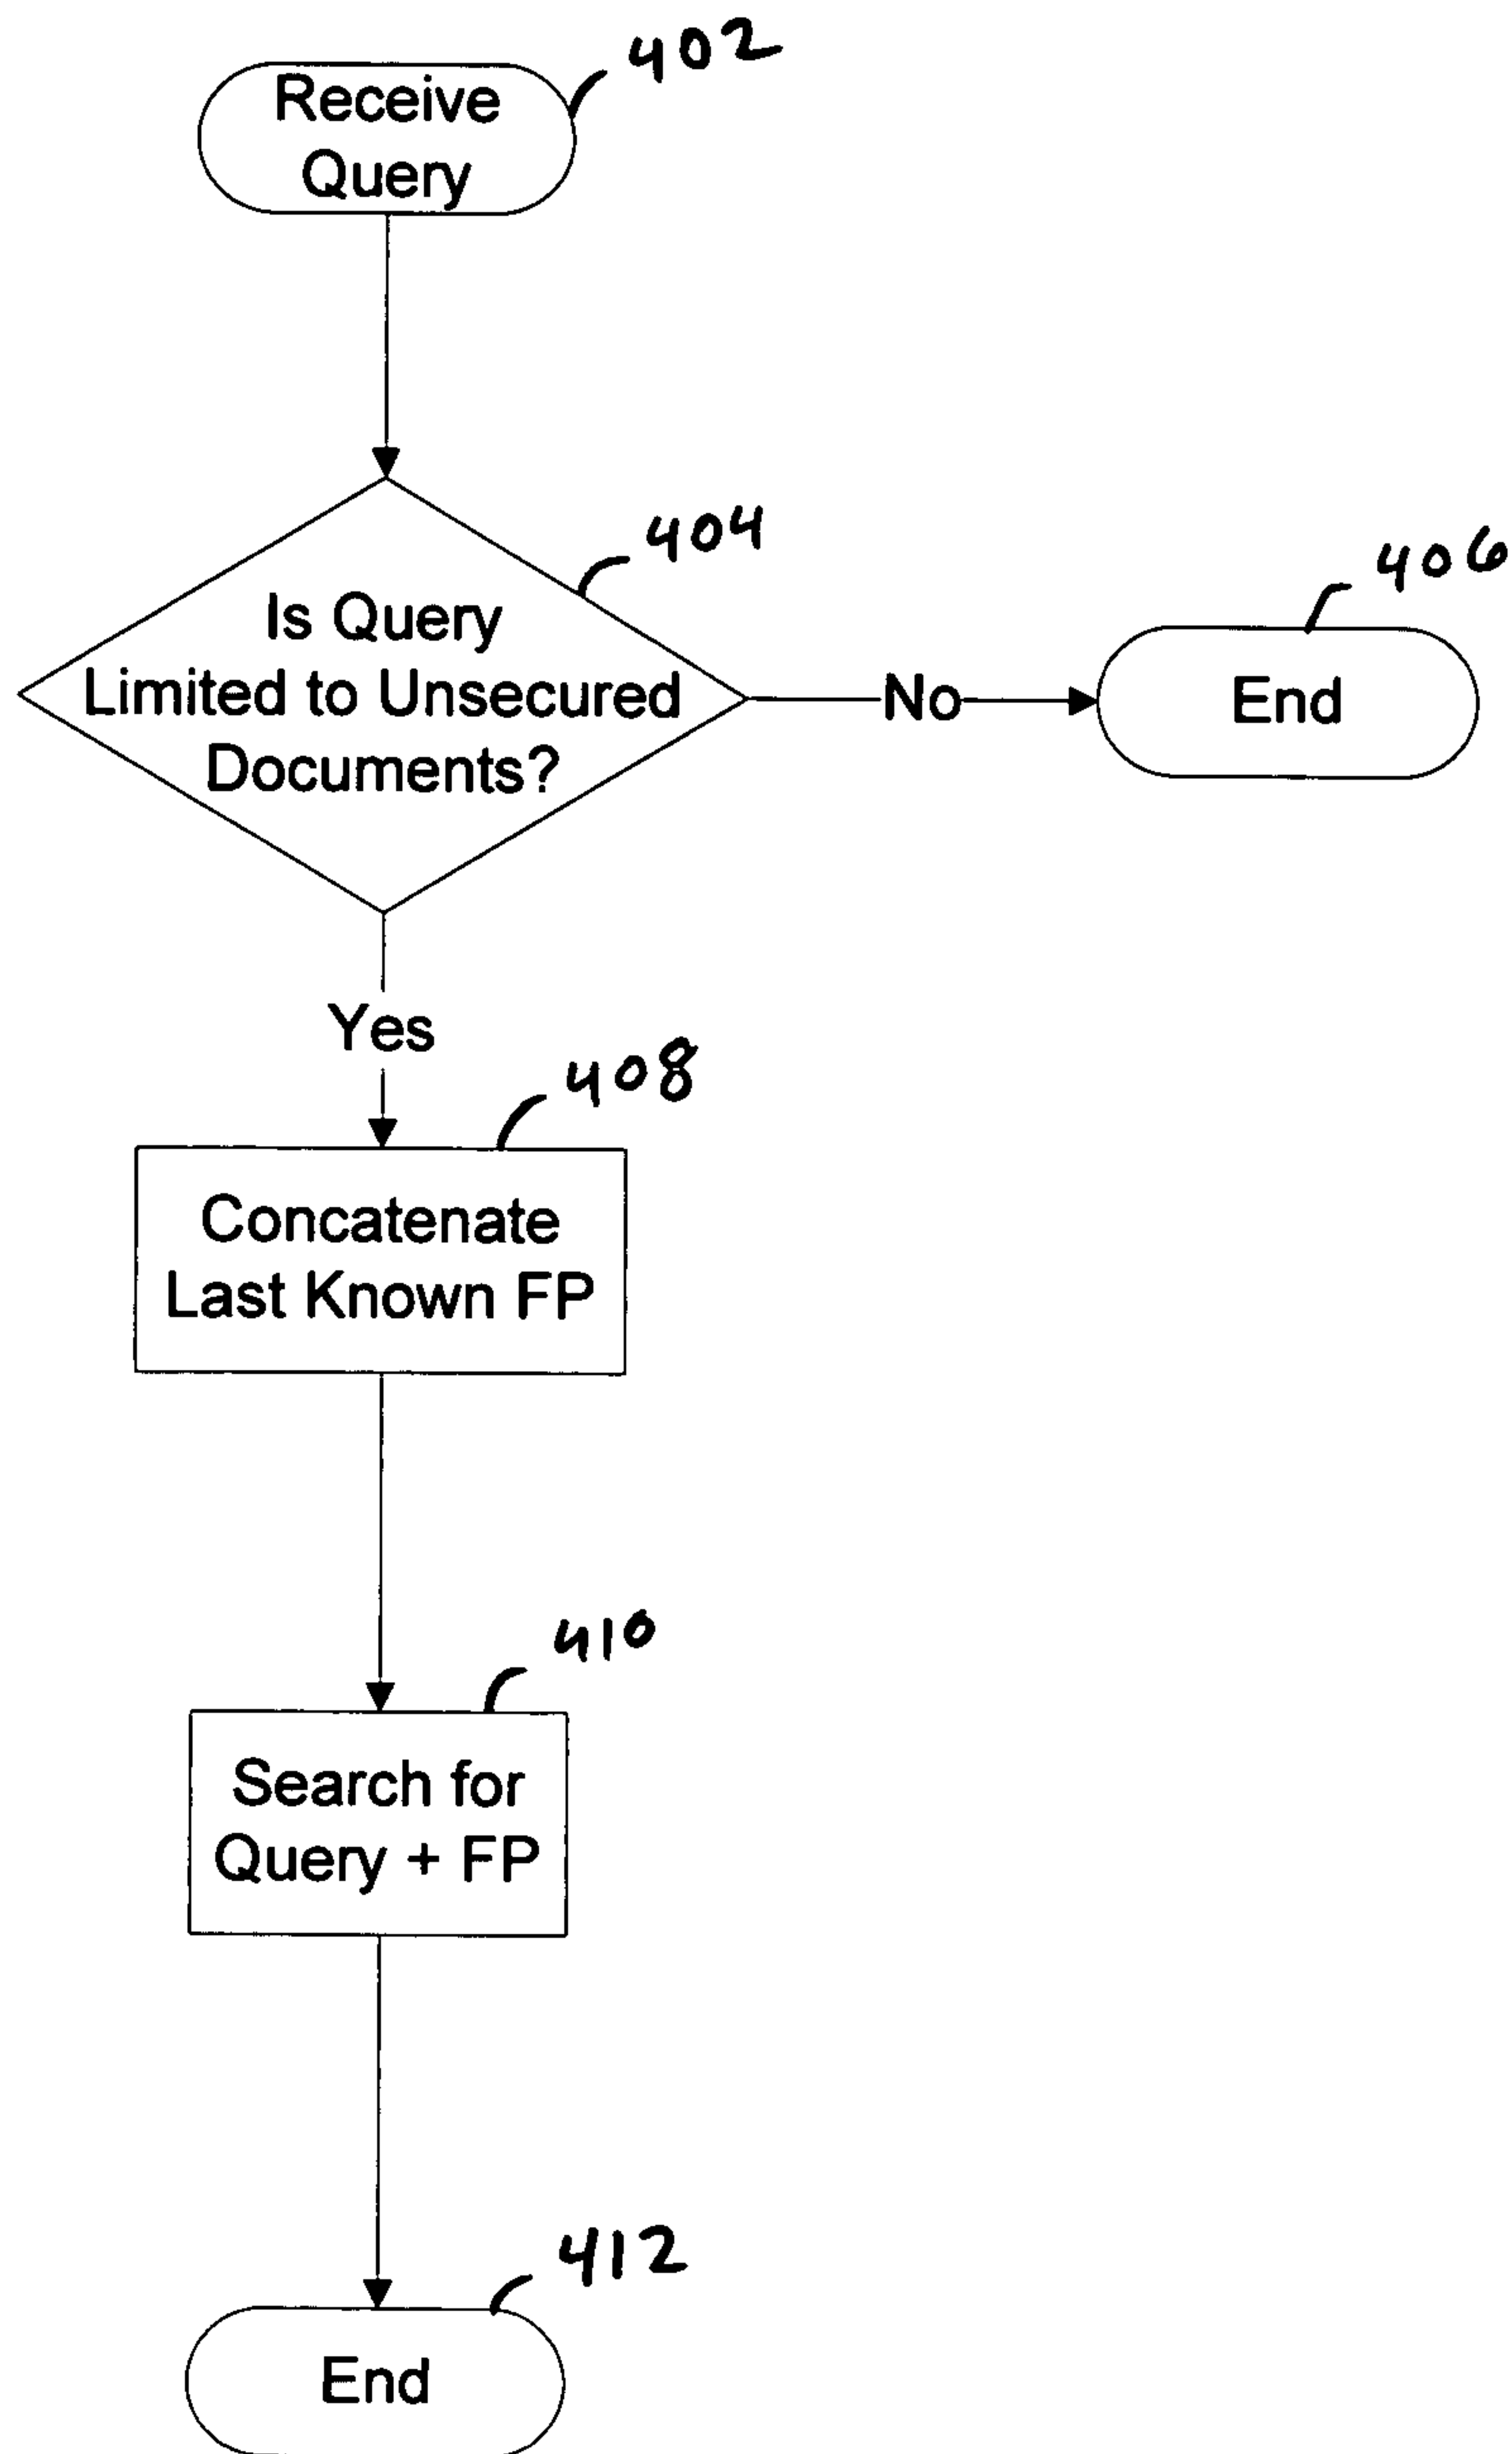 402
Receive
Query
404
Is Query
Limited to Unsecured
Documents?
No
406
End
Yes
408
Concatenate
Last Known FP
410
Search for
Query + FP
412
End